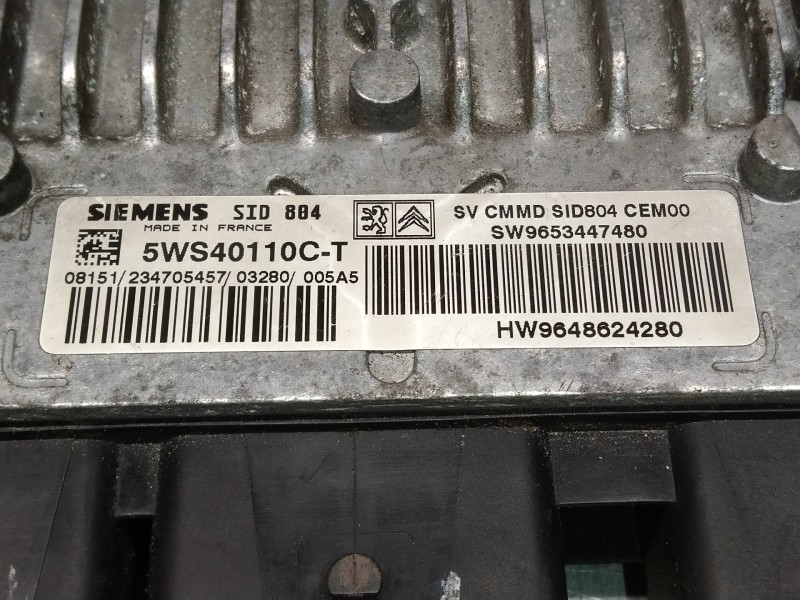 SIEMENS SID 804
MADE IN FRANCE
5WS40110C-T
08151/234705457/03280/ 005A5
SV CMMD SID804 CEM00
SW9653447480
HW9648624280